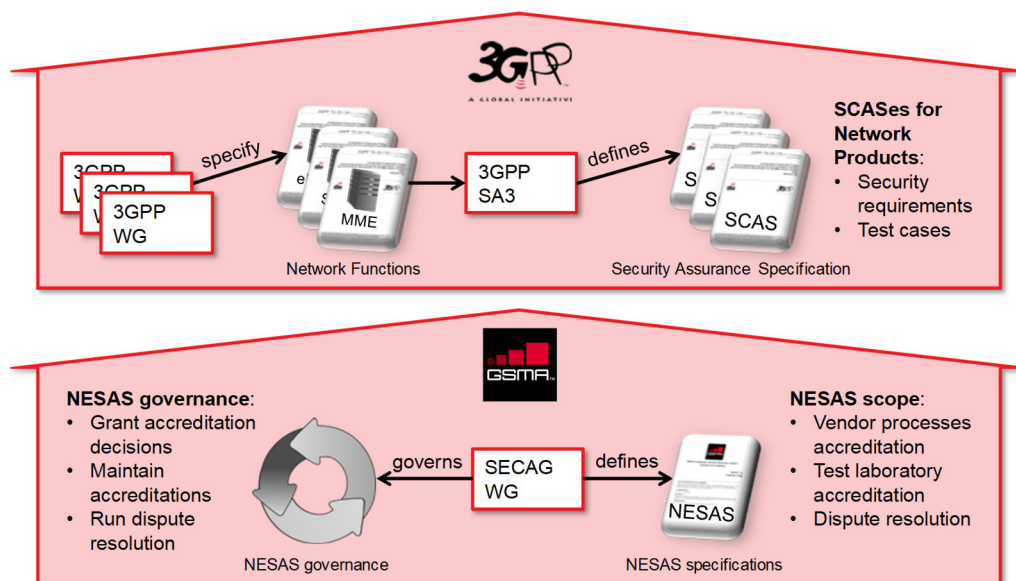 3GPP
A GLOBAL INITIATIVE
3GPP
3GPP
3GPP
WG
specify
MME
Network Functions
3GPP
SA3
defines
SCAS
Security Assurance Specification
SCASes for
Network
Products:
• Security
requirements
• Test cases
GSMA™
NESAS governance:
• Grant accreditation
decisions
• Maintain
accreditations
• Run dispute
resolution
NESAS governance
governs
SECAG
WG
defines
NESAS
NESAS specifications
NESAS scope:
• Vendor processes
accreditation
• Test laboratory
accreditation
• Dispute resolution